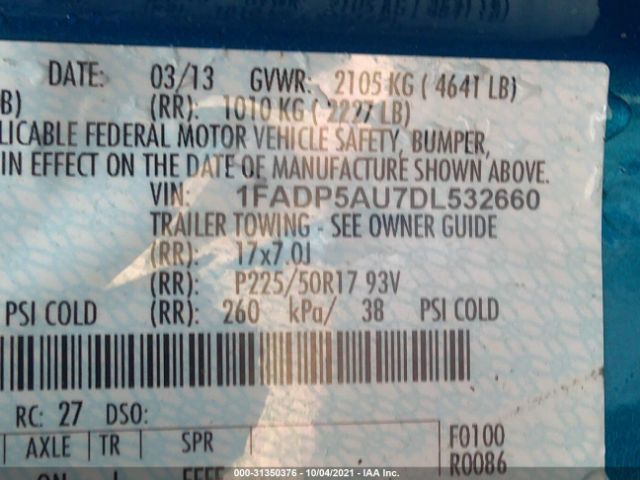 DATE: 03/13 GVWR: 2105 KG ( 4641 LB)
B) (RR): 1010 KG ( 2227 LB)
LICABLE FEDERAL MOTOR VEHICLE SAFETY, BUMPER,
IN EFFECT ON THE DATE OF MANUFACTURE SHOWN ABOVE.
VIN: 1FADP5AU7DL532660
TRAILER TOWING - SEE OWNER GUIDE
(RR): 17x7.0J
(RR): P225/50R17 93V
PSI COLD (RR): 260 kPa/ 38 PSI COLD
RC: 27 DSO:
AXLE TR SPR F0100
R0086
000 - 31350376 - 10/04/2021 - IAA Inc.